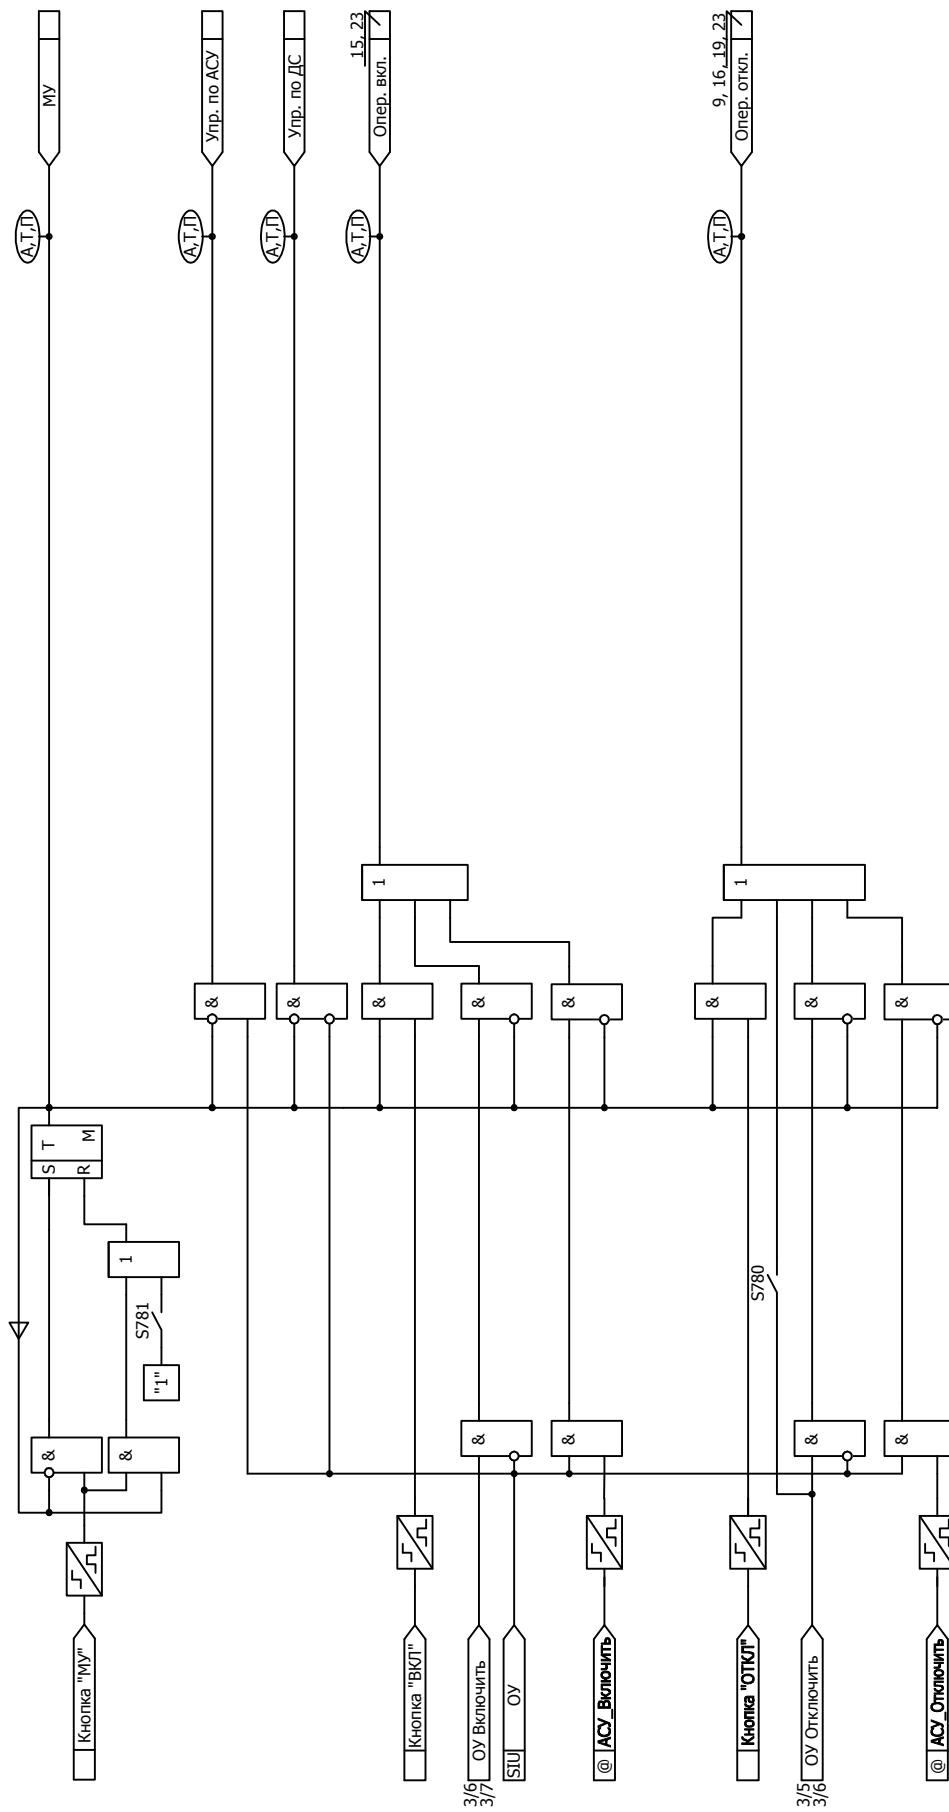 Кнопка "МУ"
&
&
"1"
S781
1
S
R
T
M
А,Т,П
МУ
&
А,Т,П
Упр. по АСУ
&
А,Т,П
Упр. по ДС
Кнопка "ВКЛ"
3/6
3/7
ОУ Включить
SIU
ОУ
@
АСУ_Включить
&
&
&
&
&
1
А,Т,П
Опер. вкл.
15, 23
Кнопка "ОТКЛ"
3/5
3/6
ОУ Отключить
@
АСУ_Отключить
&
&
S780
&
&
&
1
А,Т,П
Опер. откл.
9, 16, 19, 23